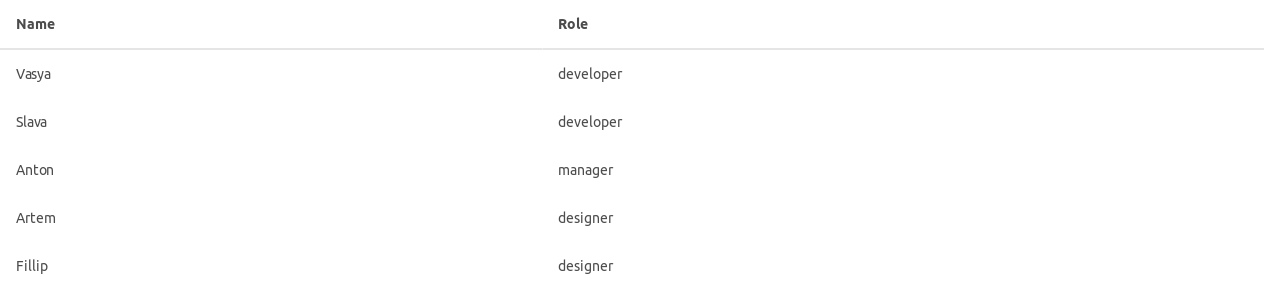 Name Role
Vasya developer
Slava developer
Anton manager
Artem designer
Fillip designer